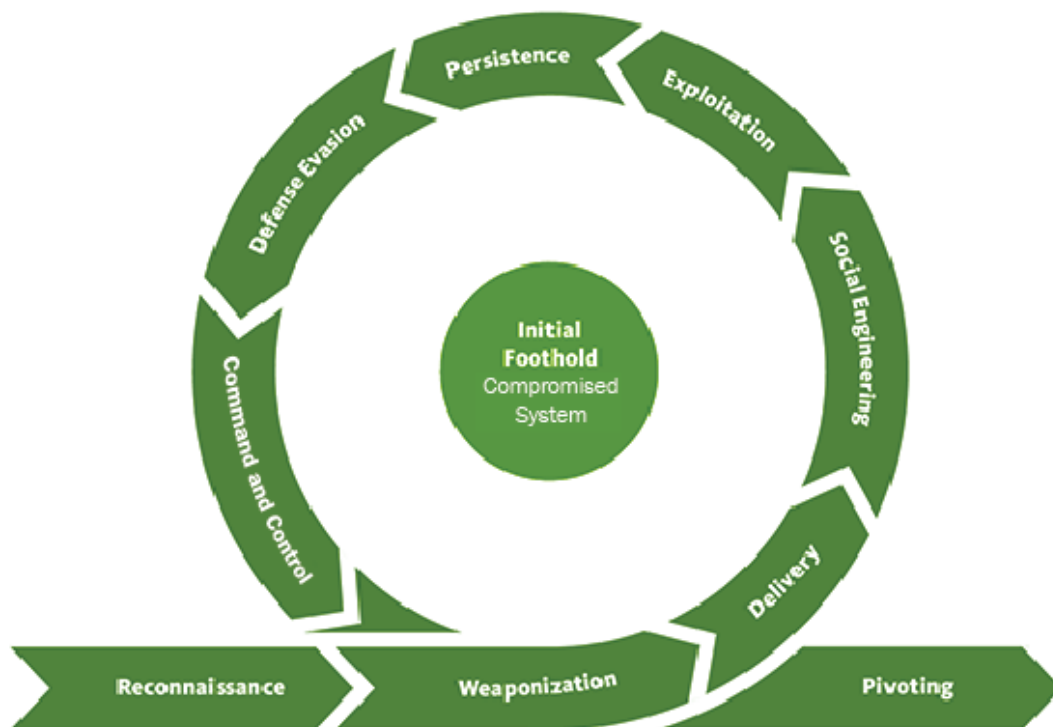 Reconnaissance
Weaponization
Delivery
Social Engineering
Exploitation
Persistence
Defense Evasion
Command and Control
Pivoting
Initial
Foothold
Compromised
System